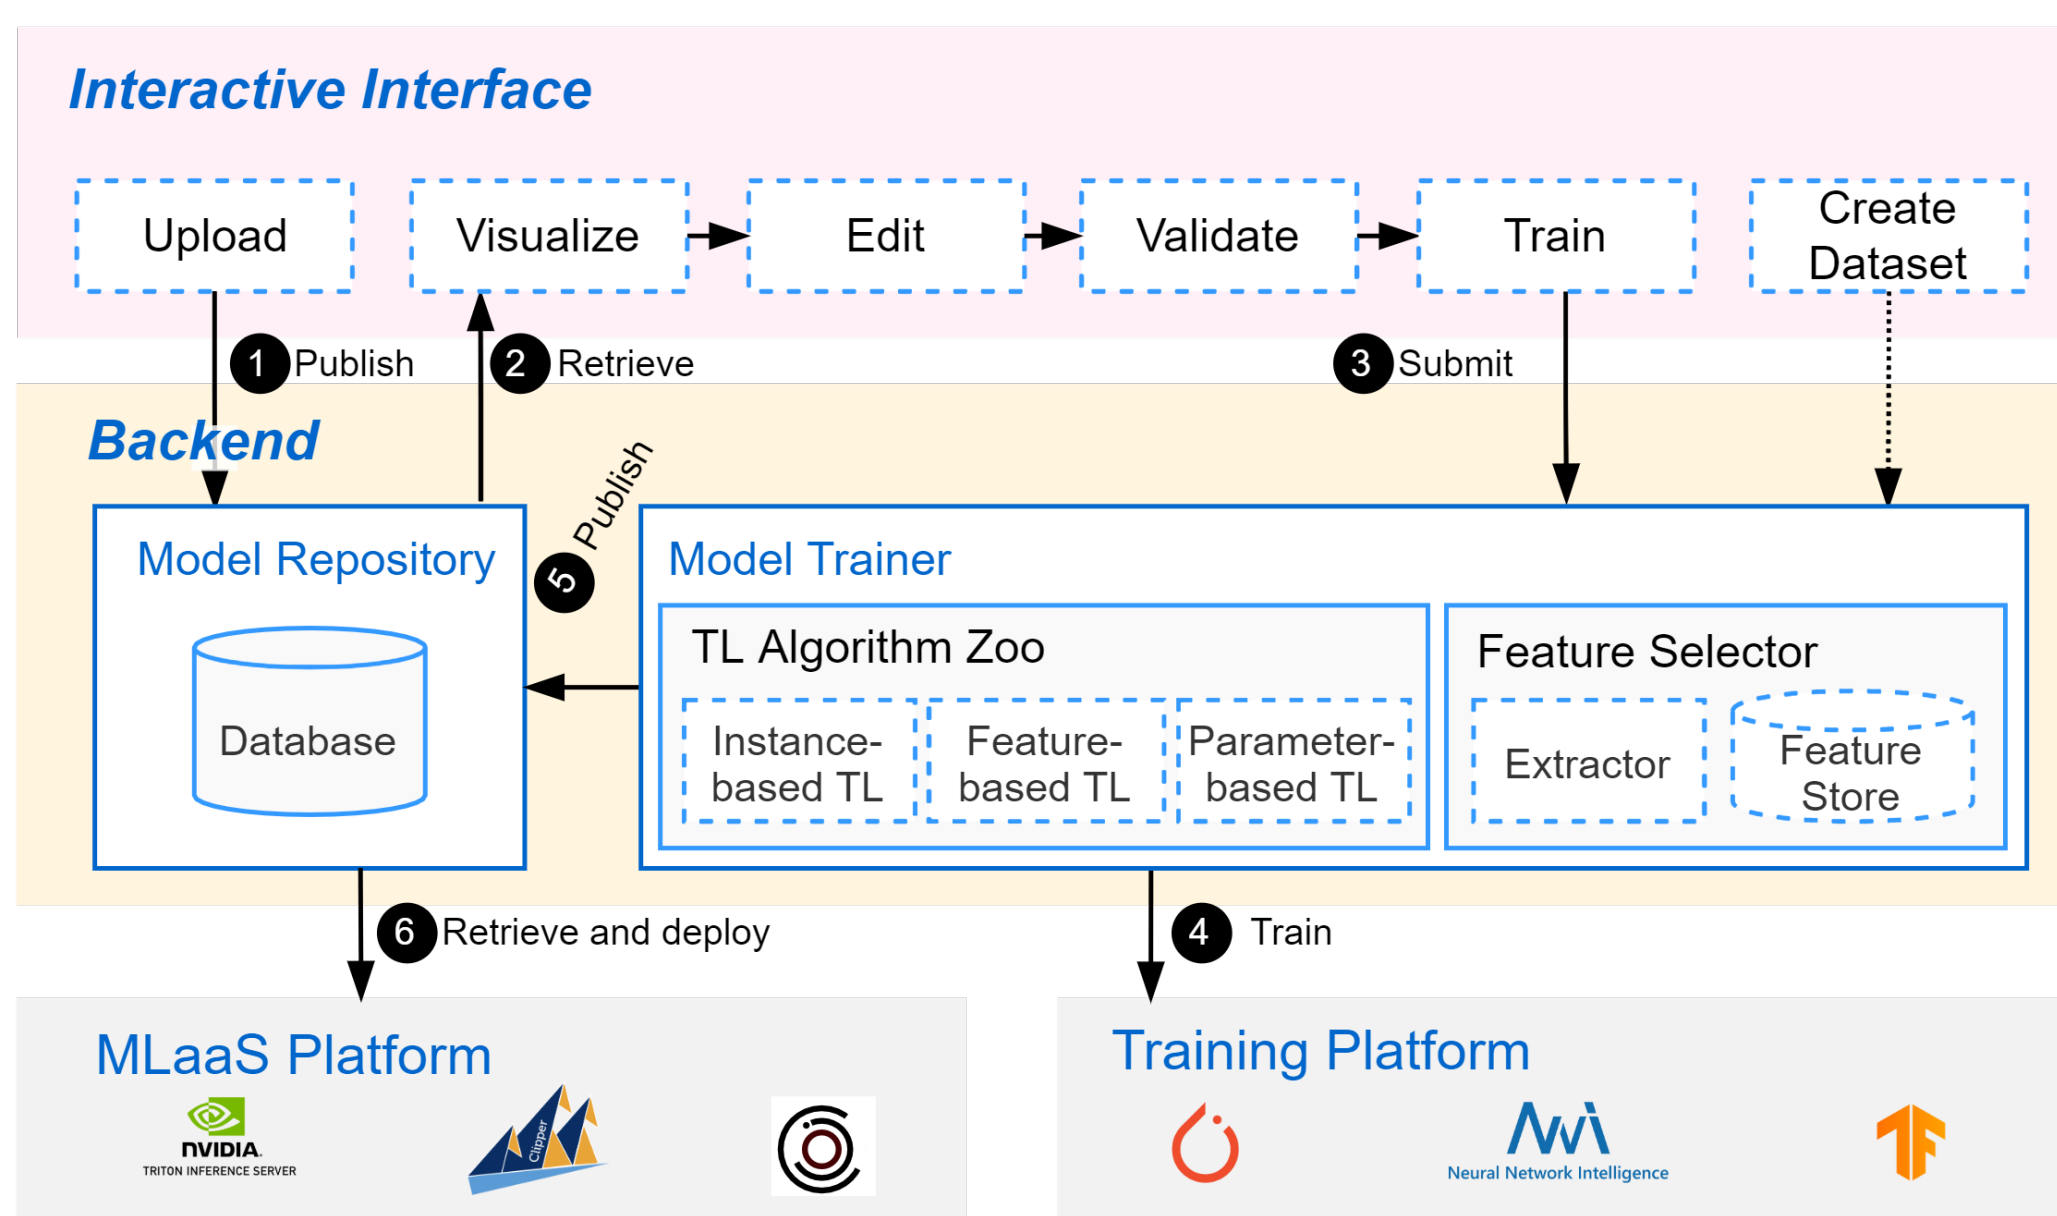 Interactive Interface
Upload
Visualize
Edit
Validate
Train
Create
Dataset
1 Publish
2 Retrieve
3 Submit
Backend
5 Publish
Model Repository
Database
Model Trainer
TL Algorithm Zoo
Instance-
based TL
Feature-
based TL
Parameter-
based TL
Feature Selector
Extractor
Feature
Store
6 Retrieve and deploy
4 Train
MLaaS Platform
NVIDIA.
TRITON INFERENCE SERVER
Clipper
Training Platform
Neural Network Intelligence